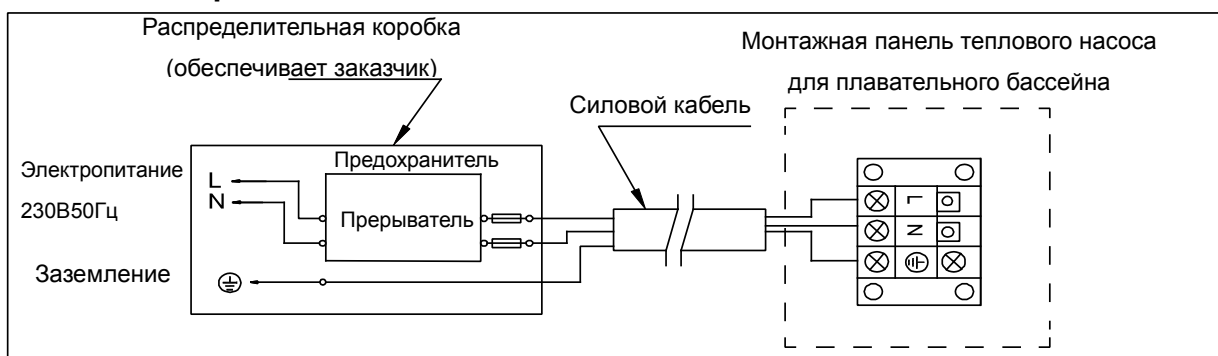 Распределительная коробка
(обеспечивает заказчик)
Монтажная панель теплового насоса
для плавательного бассейна
Силовой кабель
Электропитание
230В50Гц
Предохранитель
L
N
Прерыватель
Заземление
L
N